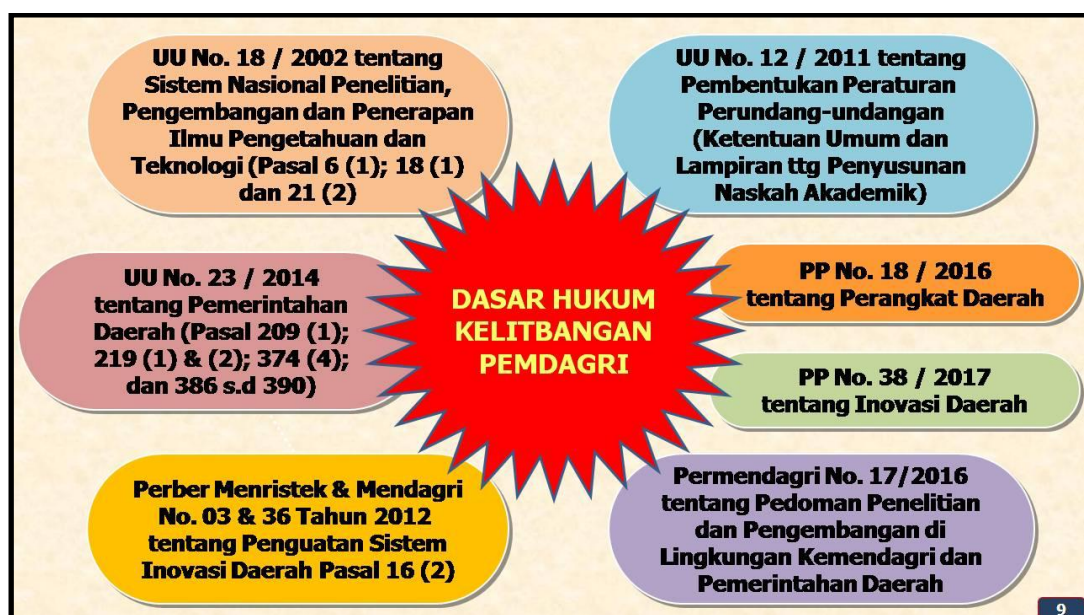 UU No. 18 / 2002 tentang
Sistem Nasional Penelitian,
Pengembangan dan Penerapan
Ilmu Pengetahuan dan
Teknologi (Pasal 6 (1); 18 (1)
dan 21 (2)
UU No. 12 / 2011 tentang
Pembentukan Peraturan
Perundang-undangan
(Ketentuan Umum dan
Lampiran ttg Penyusunan
Naskah Akademik)
UU No. 23 / 2014
tentang Pemerintahan
Daerah (Pasal 209 (1);
219 (1) & (2); 374 (4);
dan 386 s.d 390)
DASAR HUKUM
KELITBANGAN
PEMDAGRI
PP No. 18 / 2016
tentang Perangkat Daerah
PP No. 38 / 2017
tentang Inovasi Daerah
Perber Menristek & Mendagri
No. 03 & 36 Tahun 2012
tentang Penguatan Sistem
Inovasi Daerah Pasal 16 (2)
Permendagri No. 17/2016
tentang Pedoman Penelitian
dan Pengembangan di
Lingkungan Kemendagri dan
Pemerintahan Daerah
9